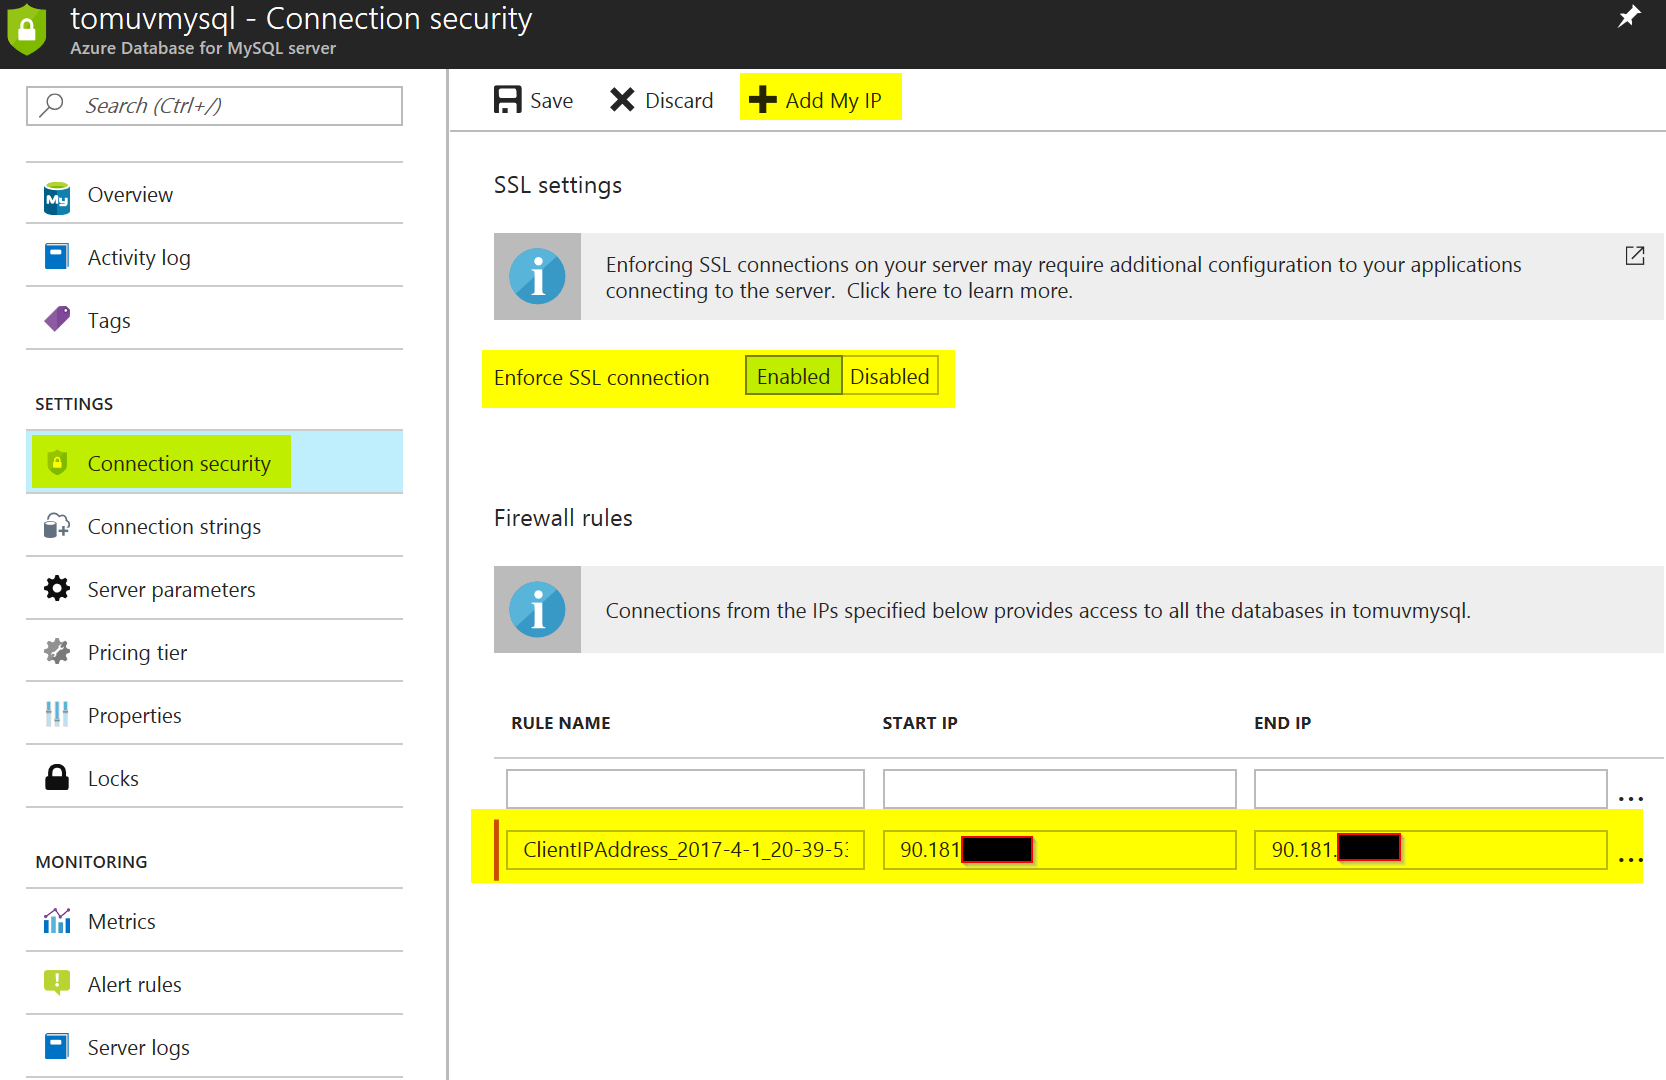 tomuvmysql - Connection security
Azure Database for MySQL server
Search (Ctrl+/)
Overview
Activity log
Tags
SETTINGS
Connection security
Connection strings
Server parameters
Pricing tier
Properties
Locks
MONITORING
Metrics
Alert rules
Server logs
Save Discard Add My IP
SSL settings
Enforcing SSL connections on your server may require additional configuration to your applications
connecting to the server. Click here to learn more.
Enforce SSL connection Enabled Disabled
Firewall rules
Connections from the IPs specified below provides access to all the databases in tomuvmysql.
RULE NAME START IP END IP
...
ClientIPAddress_2017-4-1_20-39-53 90.181 90.181. ...